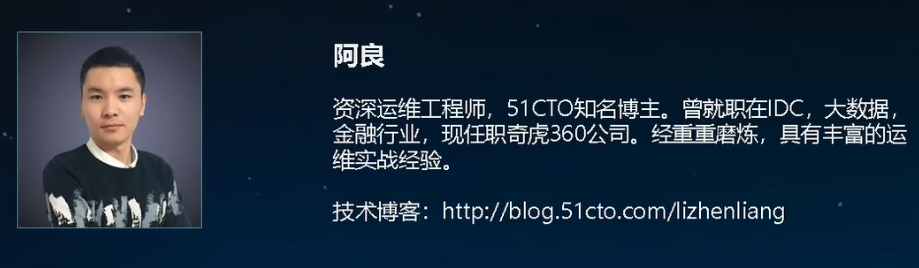 阿良
资深运维工程师，51CTO知名博主。曾就职在IDC，大数据，
金融行业，现任职奇虎360公司。经重重磨炼，具有丰富的运
维实战经验。
技术博客：http://blog.51cto.com/lizhenliang